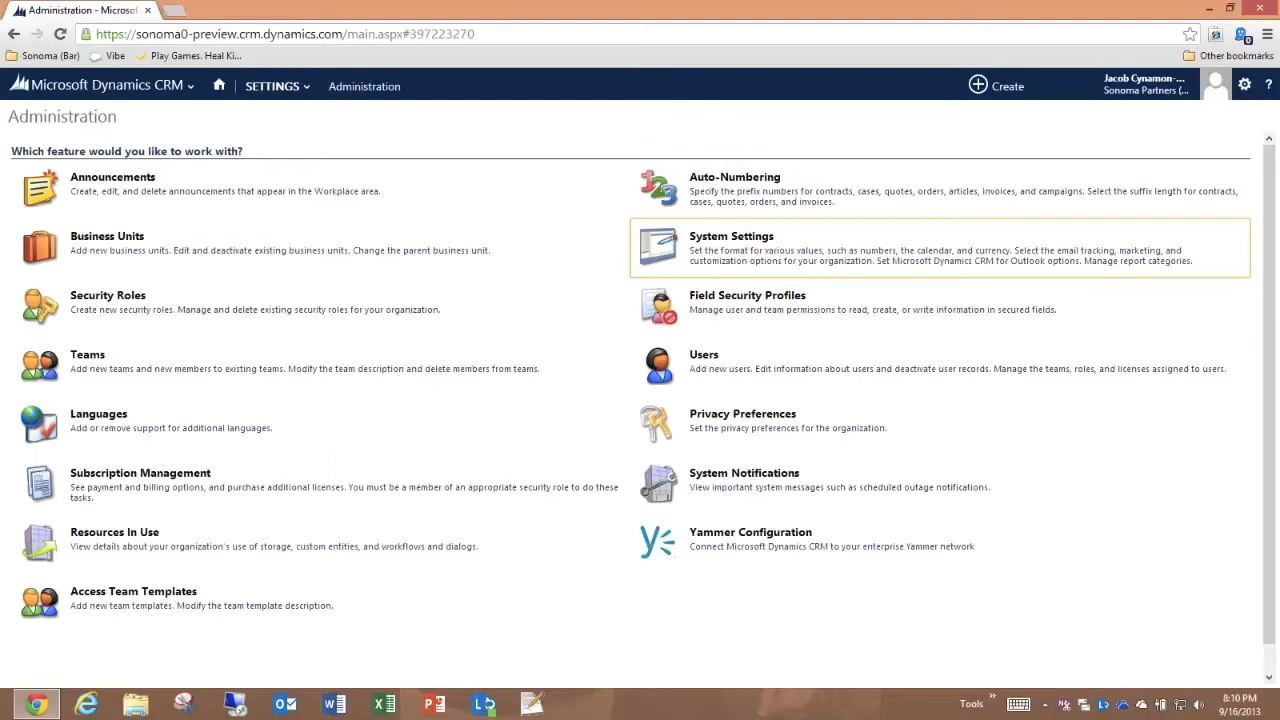 Administration - Microsof
https://sonoma0-preview.crm.dynamics.com/main.aspx#397223270
Sonoma (Bar)
Vibe
Play Games. Heal Ki...
Other bookmarks
Microsoft Dynamics CRM
SETTINGS
Administration
Create
Jacob Cynamon-...
Sonoma Partners (...
?
Administration
Which feature would you like to work with?
Announcements
Create, edit, and delete announcements that appear in the Workplace area.
Auto-Numbering
Specify the prefix numbers for contracts, cases, quotes, orders, articles, invoices, and campaigns. Select the suffix length for contracts,
cases, quotes, orders, and invoices.
Business Units
Add new business units. Edit and deactivate existing business units. Change the parent business unit.
System Settings
Set the format for various values, such as numbers, the calendar, and currency. Select the email tracking, marketing, and
customization options for your organization. Set Microsoft Dynamics CRM for Outlook options. Manage report categories.
Security Roles
Create new security roles. Manage and delete existing security roles for your organization.
Field Security Profiles
Manage user and team permissions to read, create, or write information in secured fields.
Teams
Add new teams and new members to existing teams. Modify the team description and delete members from teams.
Users
Add new users. Edit information about users and deactivate user records. Manage the teams, roles, and licenses assigned to users.
Languages
Add or remove support for additional languages.
Privacy Preferences
Set the privacy preferences for the organization.
Subscription Management
See payment and billing options, and purchase additional licenses. You must be a member of an appropriate security role to do these
tasks.
System Notifications
View important system messages such as scheduled outage notifications.
Resources In Use
View details about your organization's use of storage, custom entities, and workflows and dialogs.
Yammer Configuration
Connect Microsoft Dynamics CRM to your enterprise Yammer network
Access Team Templates
Add new team templates. Modify the team template description.
Tools
8:10 PM
9/16/2013